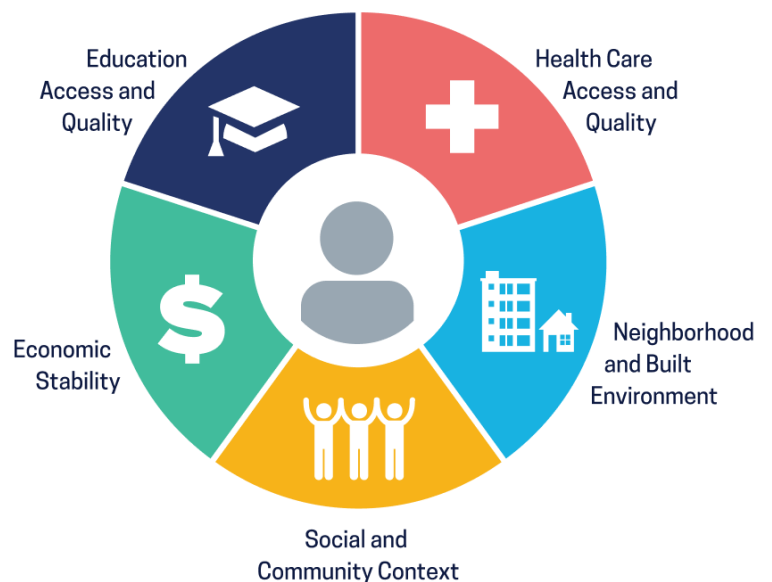 Education
Access and
Quality
Health Care
Access and
Quality
Economic
Stability
Neighborhood
and Built
Environment
Social and
Community Context